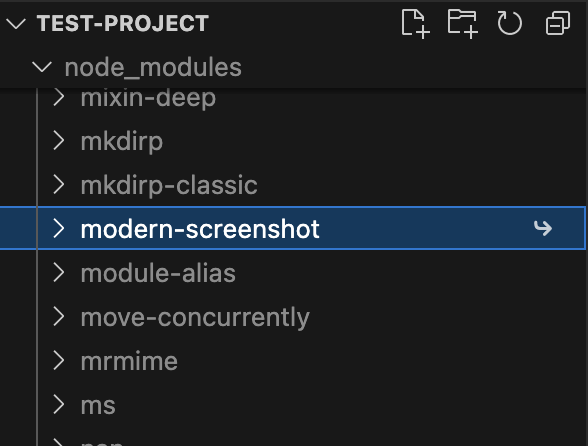 TEST-PROJECT
node_modules
mixin-deep
mkdirp
mkdirp-classic
modern-screenshot
module-alias
move-concurrently
mrmime
ms